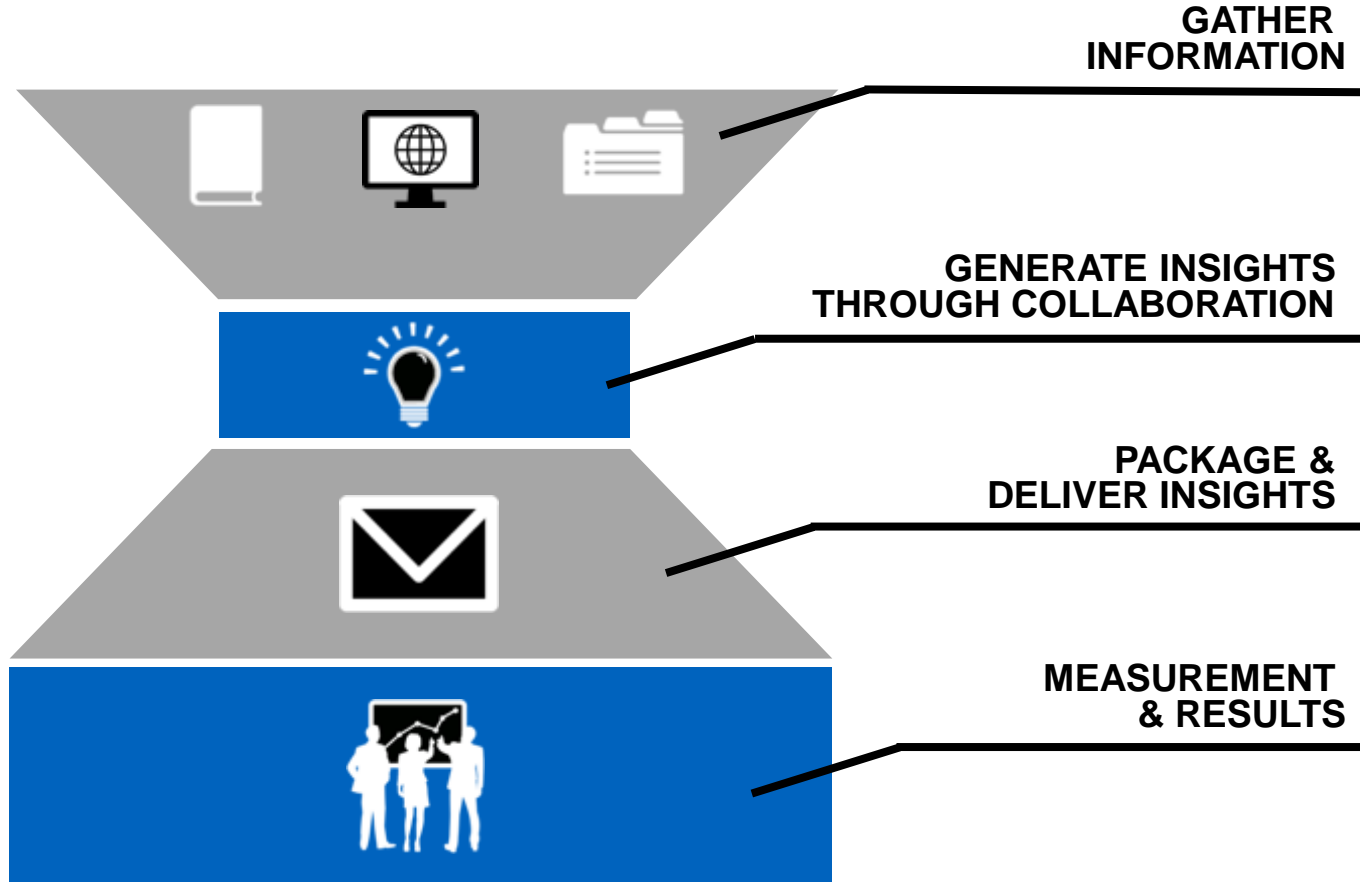 GATHER
INFORMATION
GENERATE INSIGHTS
THROUGH COLLABORATION
PACKAGE &
DELIVER INSIGHTS
MEASUREMENT
& RESULTS